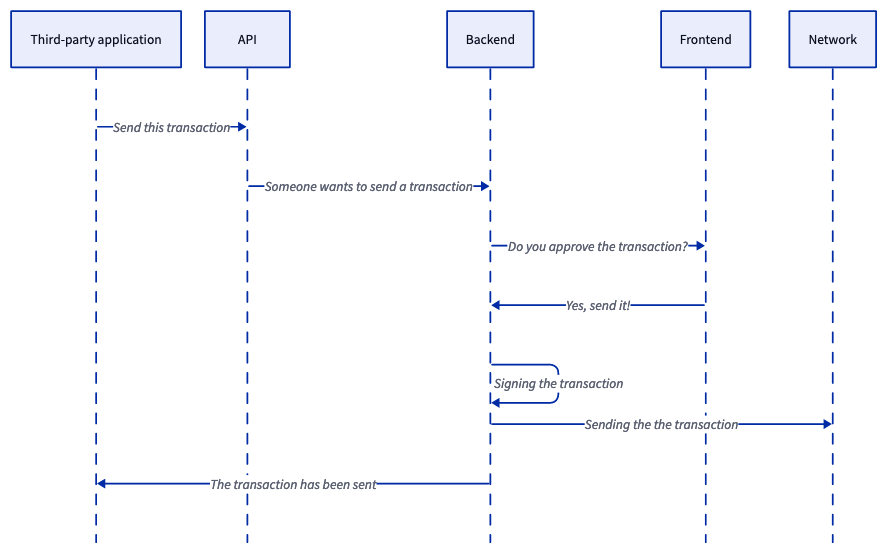 Third-party application
API
Backend
Frontend
Network
Send this transaction
Someone wants to send a transaction
Do you approve the transaction?
Yes, send it!
Signing the transaction
Sending the the transaction
The transaction has been sent